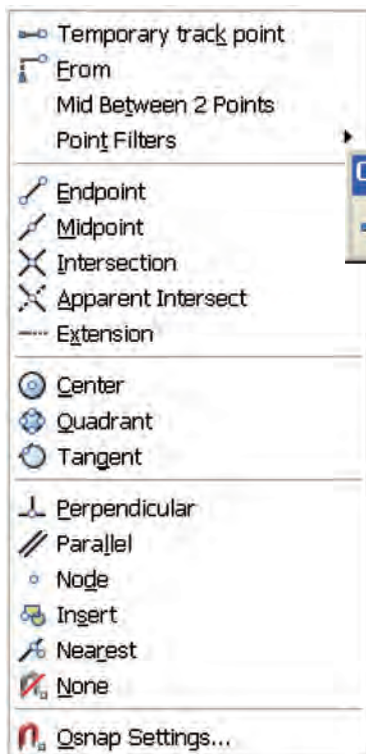 Temporary track point
From
Mid Between 2 Points
Point Filters
Endpoint
Midpoint
Intersection
Apparent Intersect
Extension
Center
Quadrant
Tangent
Perpendicular
Parallel
Node
Insert
Nearest
None
Osnap Settings...